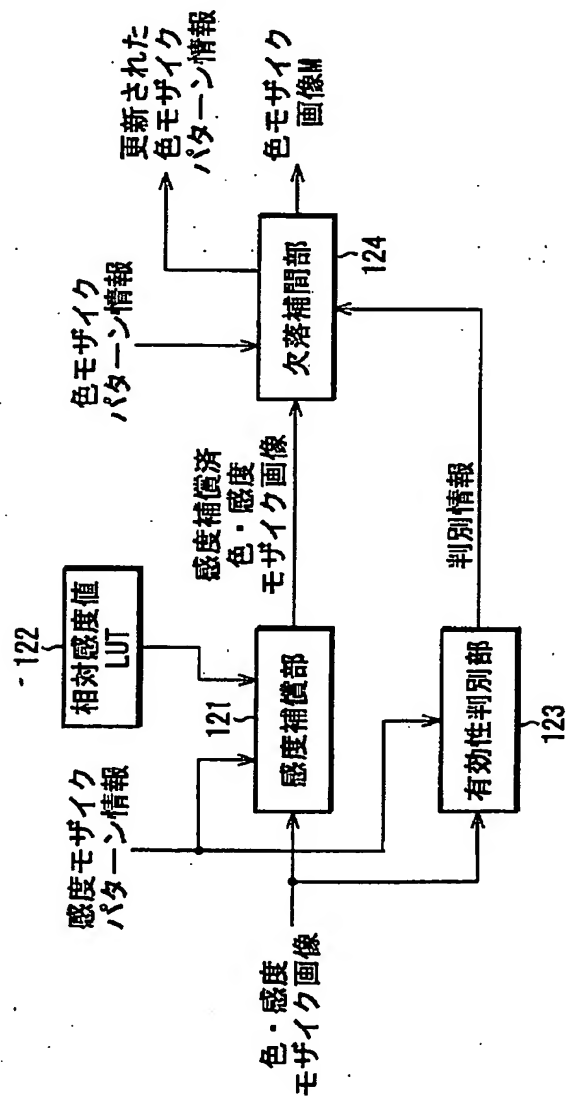 色・感度
モザイク画像
感度モザイク
パターン情報
122
相対感度値
LUT
121
感度補償部
有効性判別部
123
感度補償済
色・感度
モザイク画像
判別情報
色モザイク
パターン情報
欠落補間部
124
更新された
色モザイク
パターン情報
色モザイク
画像M